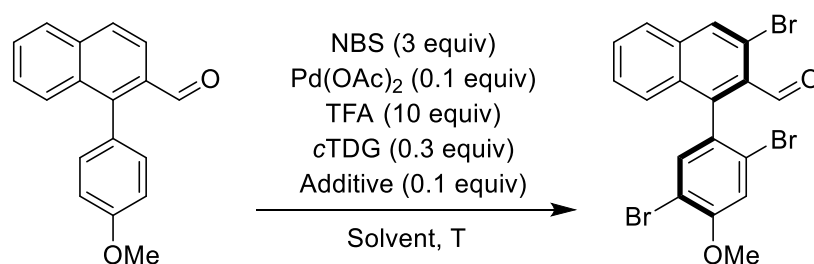 O
OMe
NBS (3 equiv)
Pd(OAc)₂ (0.1 equiv)
TFA (10 equiv)
cTDG (0.3 equiv)
Additive (0.1 equiv)
Solvent, T
Br
O
Br
Br
OMe